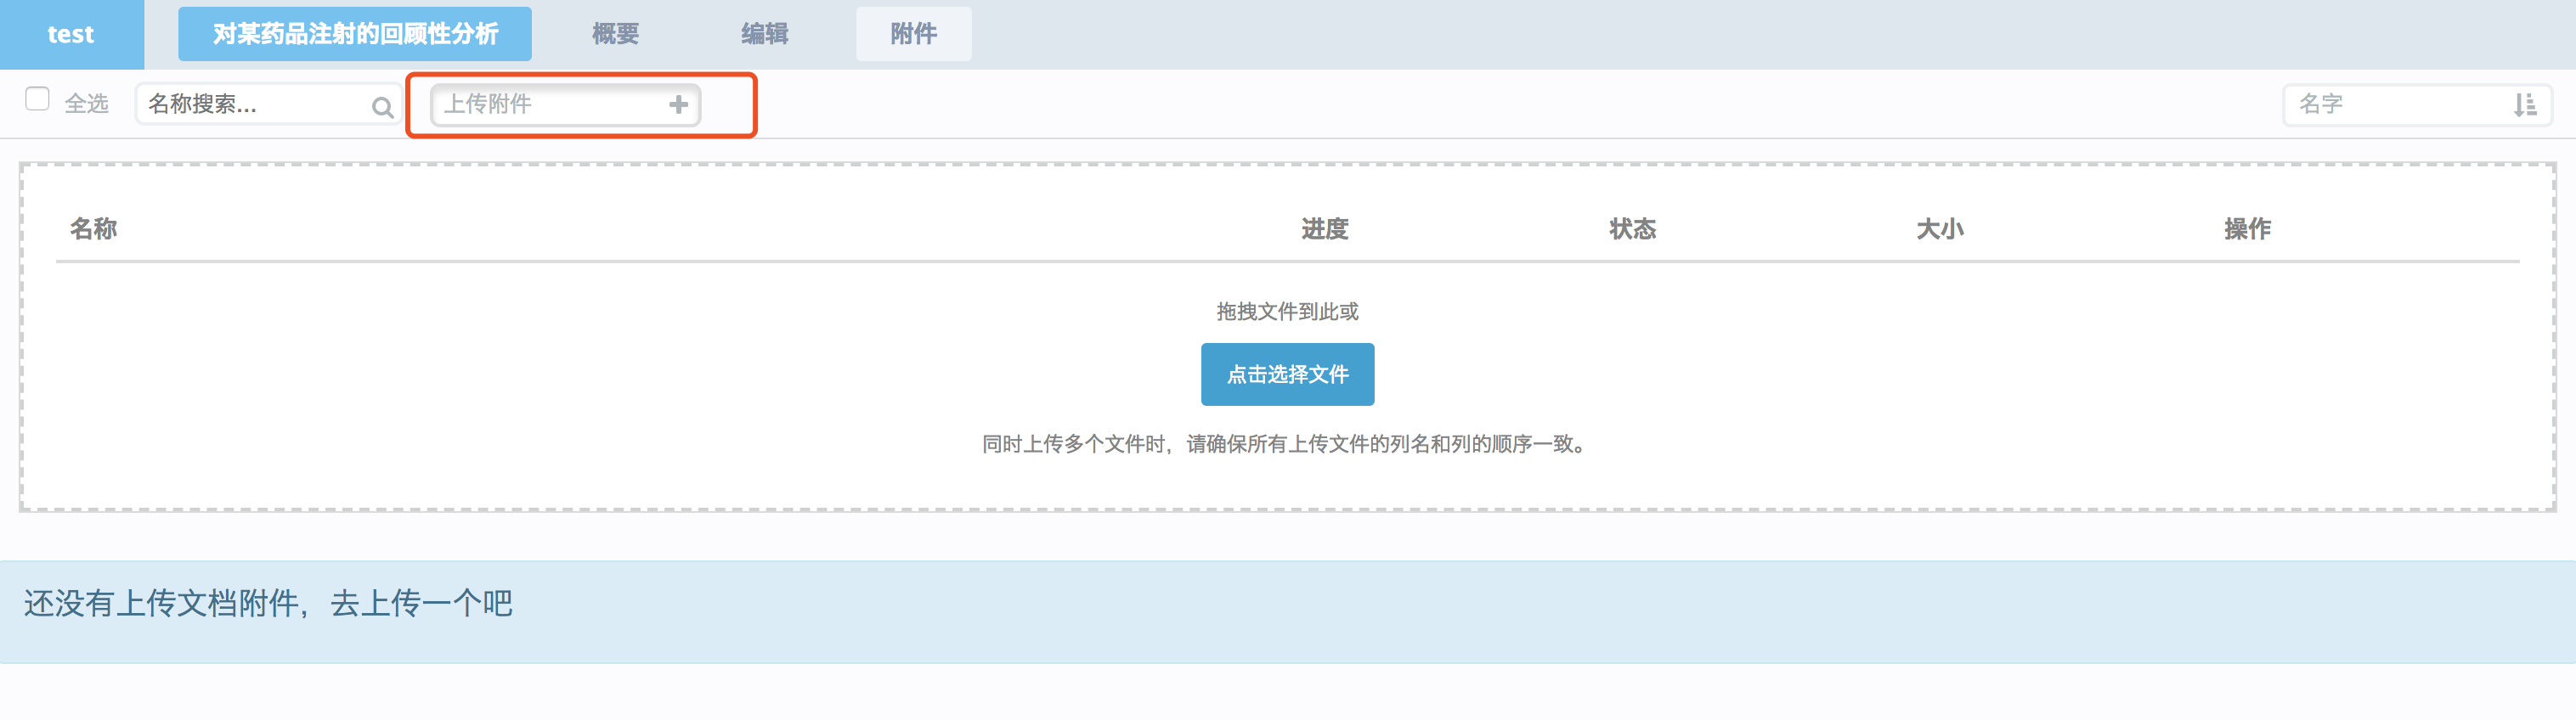 test 对某药品注射的回顾性分析 概要 编辑 附件
全选 名称搜索... 上传附件 名字
名称 进度 状态 大小 操作
拖拽文件到此或
点击选择文件
同时上传多个文件时，请确保所有上传文件的列名和列的顺序一致。
还没有上传文档附件，去上传一个吧